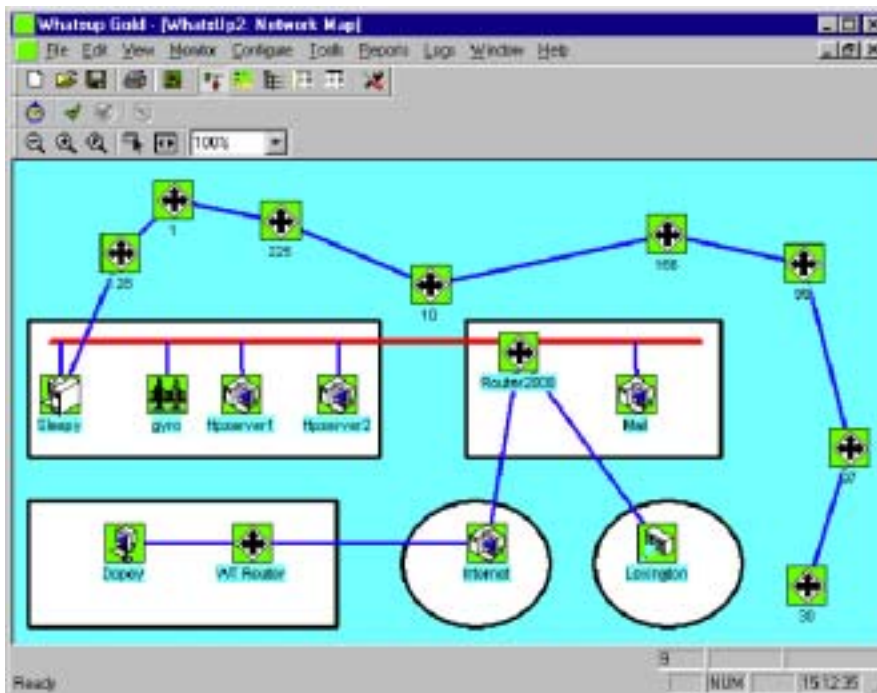 Whatsup Gold - [WhatsUp2: Network Map]
File Edit View Monitor Configure Tools Reports Logs Window Help
100%
1
225
128
10
168
99
Router2000
Sleepy
gyro
Hpserver1
Hpserver2
Mail
97
Dopey
WT Router
Internet
Lexington
30
9
Ready
NUM
15:12:35